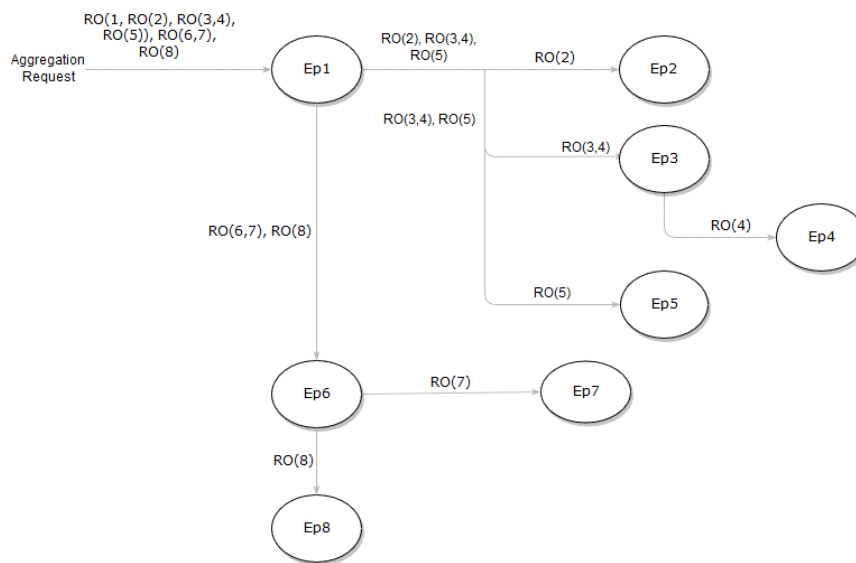 RO(1, RO(2), RO(3,4),
RO(5)), RO(6,7),
RO(8)
Aggregation
Request
Ep1
RO(2), RO(3,4),
RO(5)
RO(2)
Ep2
RO(3,4), RO(5)
RO(3,4)
Ep3
RO(4)
Ep4
RO(6,7), RO(8)
RO(5)
Ep5
Ep6
RO(7)
Ep7
RO(8)
Ep8